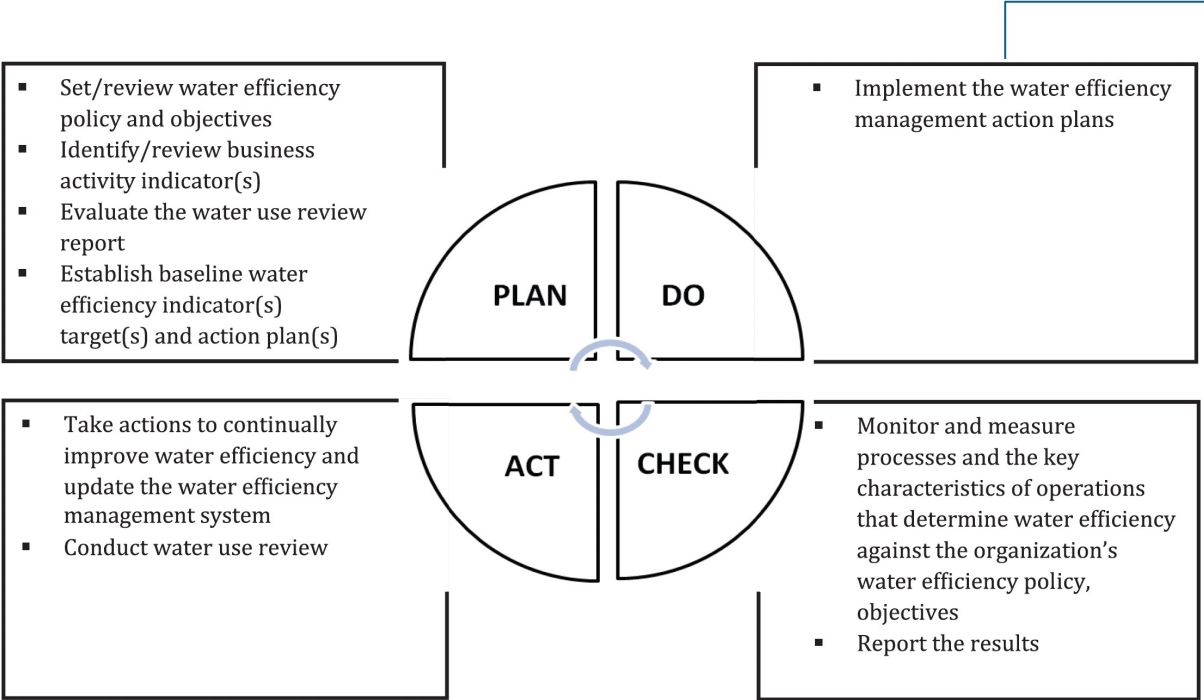 ▪ Set/review water efficiency
policy and objectives
▪ Identify/review business
activity indicator(s)
▪ Evaluate the water use review
report
▪ Establish baseline water
efficiency indicator(s)
target(s) and action plan(s)
▪ Implement the water efficiency
management action plans
PLAN
DO
ACT
CHECK
▪ Take actions to continually
improve water efficiency and
update the water efficiency
management system
▪ Conduct water use review
▪ Monitor and measure
processes and the key
characteristics of operations
that determine water efficiency
against the organization’s
water efficiency policy,
objectives
▪ Report the results